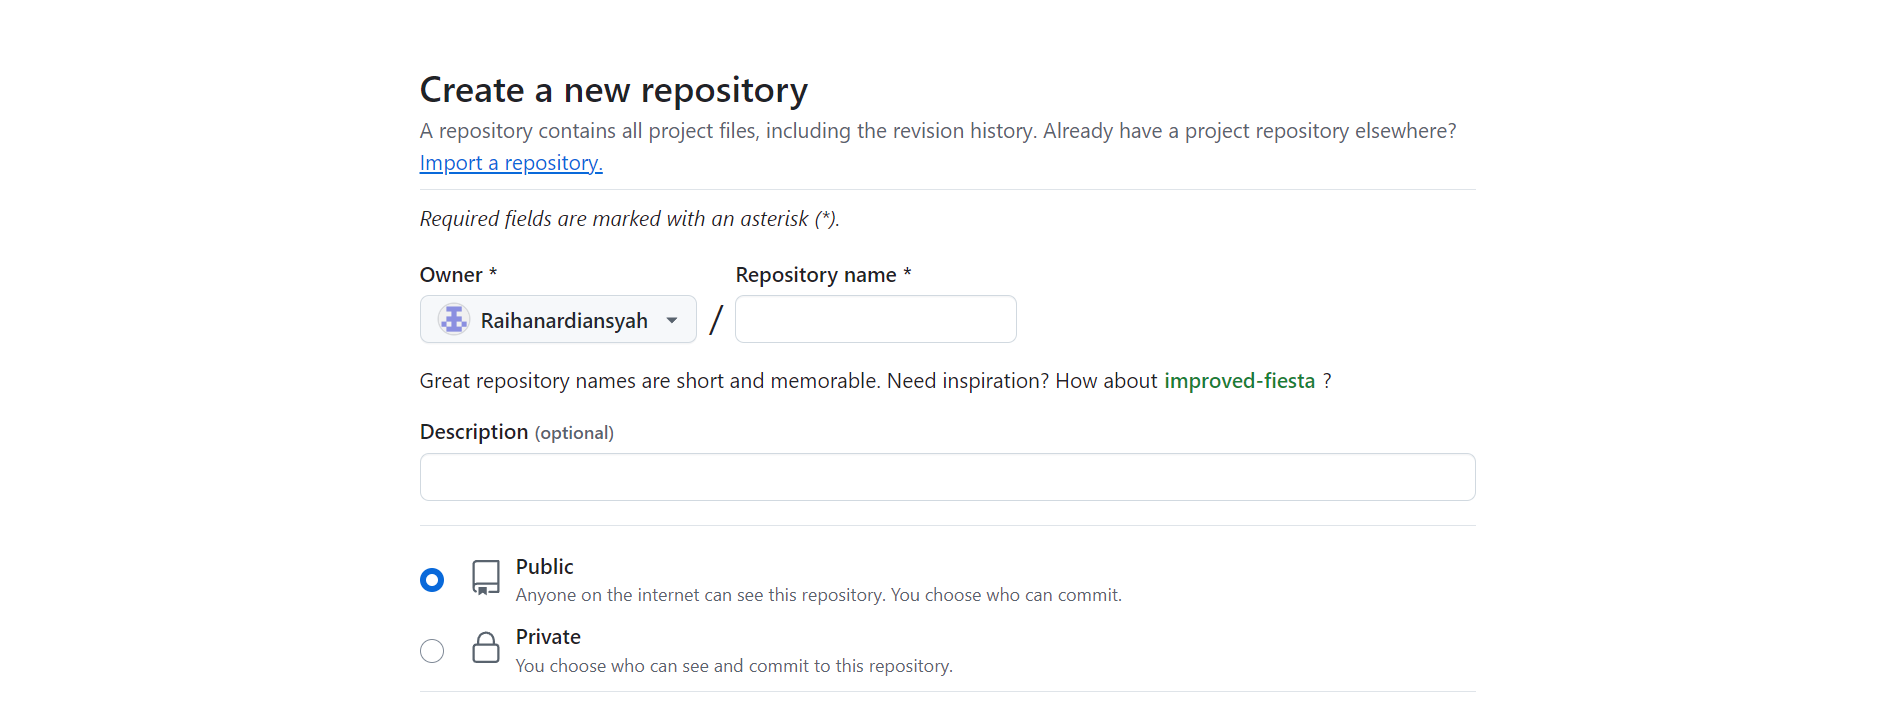 Create a new repository
A repository contains all project files, including the revision history. Already have a project repository elsewhere?
Import a repository.
Required fields are marked with an asterisk (*).
Owner * Repository name *
Raihanardiansyah /
Great repository names are short and memorable. Need inspiration? How about improved-fiesta ?
Description (optional)
Public
Anyone on the internet can see this repository. You choose who can commit.
Private
You choose who can see and commit to this repository.